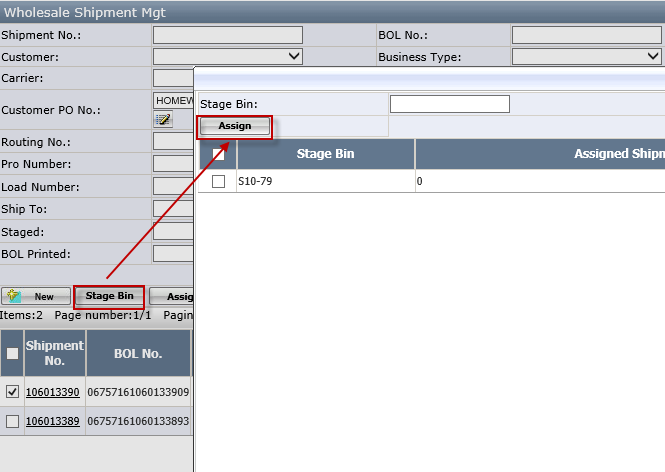 Wholesale Shipment Mgt
Shipment No.:
BOL No.:
Customer:
Business Type:
Carrier:
Customer PO No.:
HOMEW
Routing No.:
Pro Number:
Load Number:
Ship To:
Staged:
BOL Printed:
Stage Bin:
Assign
Stage Bin
Assigned Shipm
S10-79
0
New
Stage Bin
Assig
Items:2 Page number:1/1 Pagin
Shipment No.
BOL No.
106013390
06757161060133909
106013389
06757161060133893